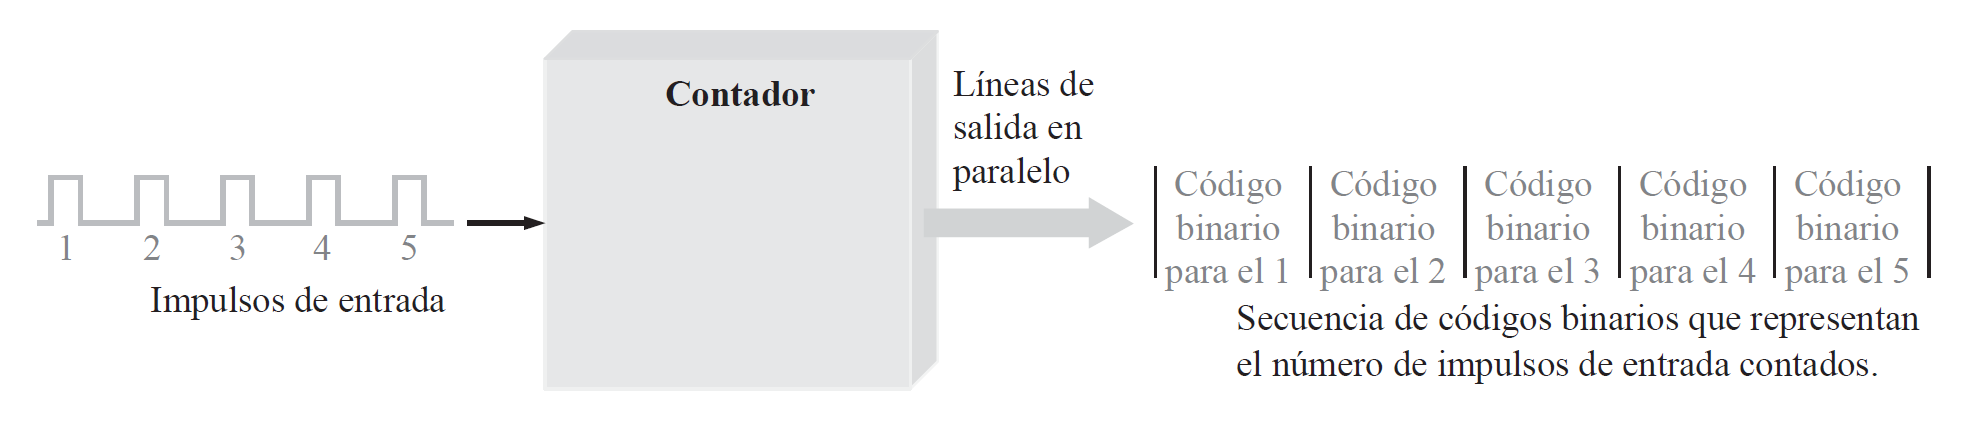 Contador
Líneas de
salida en
paralelo
1 2 3 4 5
Impulsos de entrada
Código
binario
para el 1
Código
binario
para el 2
Código
binario
para el 3
Código
binario
para el 4
Código
binario
para el 5
Secuencia de códigos binarios que representan
el número de impulsos de entrada contados.